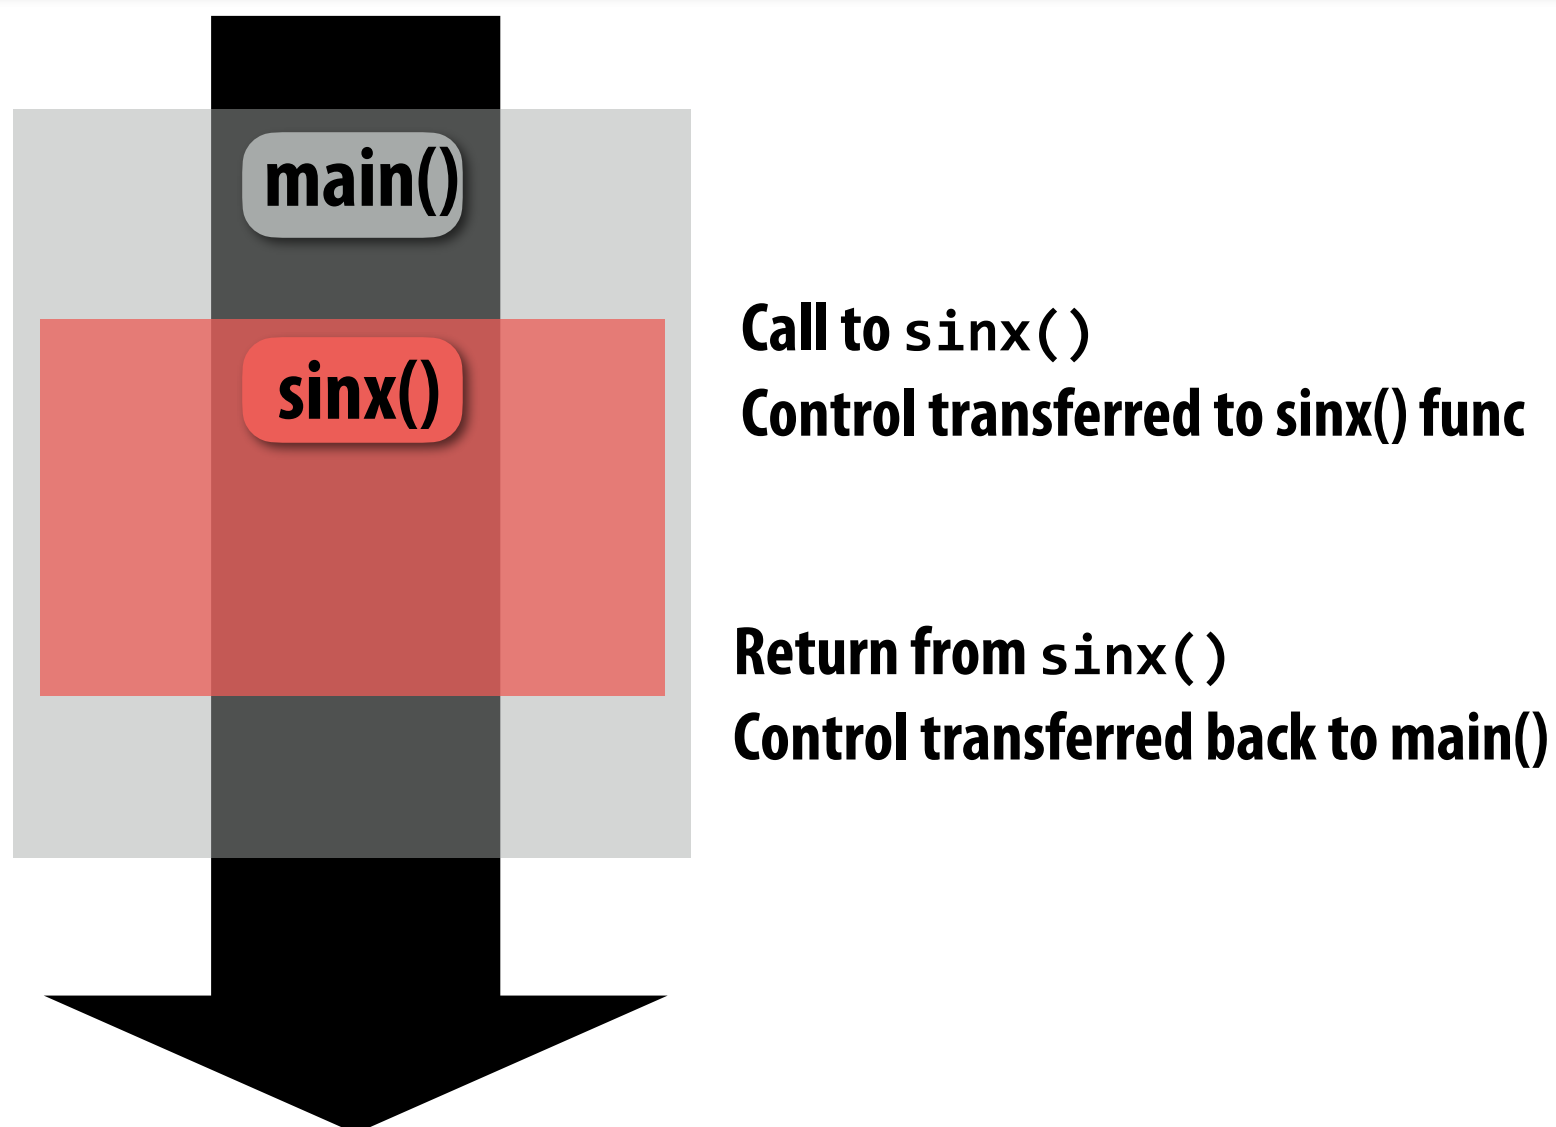 main()
sinx()
Call to sinx()
Control transferred to sinx() func
Return from sinx()
Control transferred back to main()